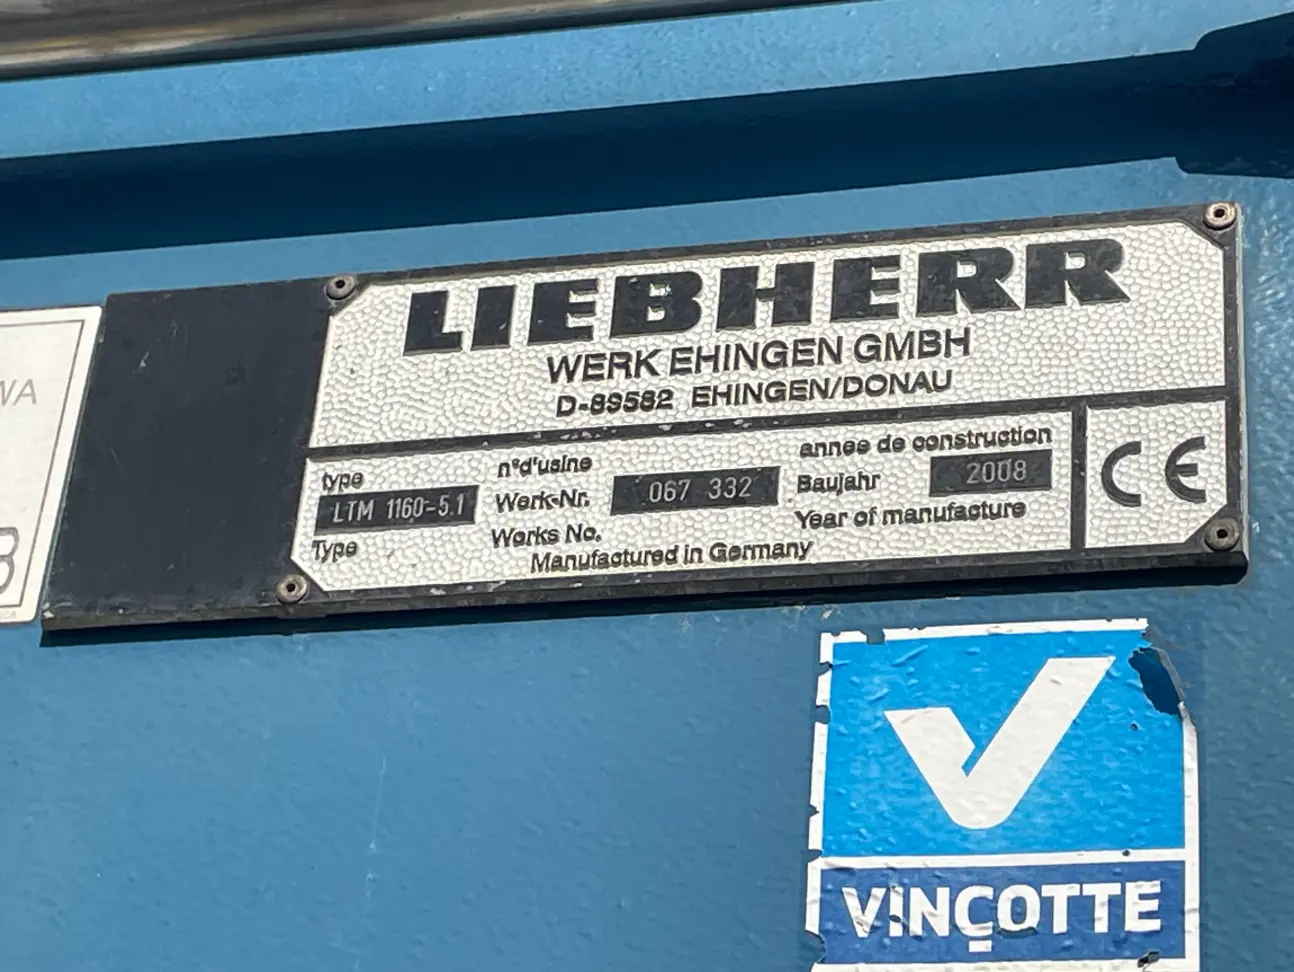 LIEBHERR
WERK EHINGEN GMBH
D-89582 EHINGEN/DONAU
type
LTM 1160-5.1
Type
n°d'usine
Werk-Nr.
Works No.
067 332
annee de construction
Baujahr
2008
Year of manufacture
Manufactured in Germany
CE
WA
B
VINÇOTTE